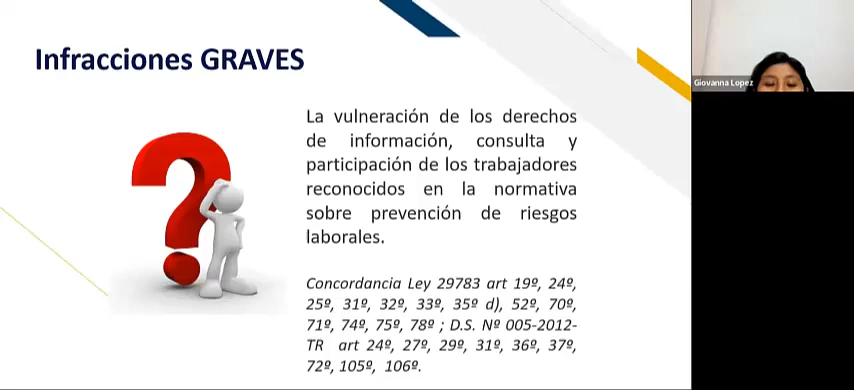 Infracciones GRAVES
La vulneración de los derechos
de información, consulta y
participación de los trabajadores
reconocidos en la normativa
sobre prevención de riesgos
laborales.
Concordancia Ley 29783 art 19º, 24º,
25º, 31º, 32º, 33º, 35º d), 52º, 70º,
71º, 74º, 75º, 78º ; D.S. Nº 005-2012-
TR art 24º, 27º, 29º, 31º, 36º, 37º,
72º, 105º, 106º.
Giovanna Lopez